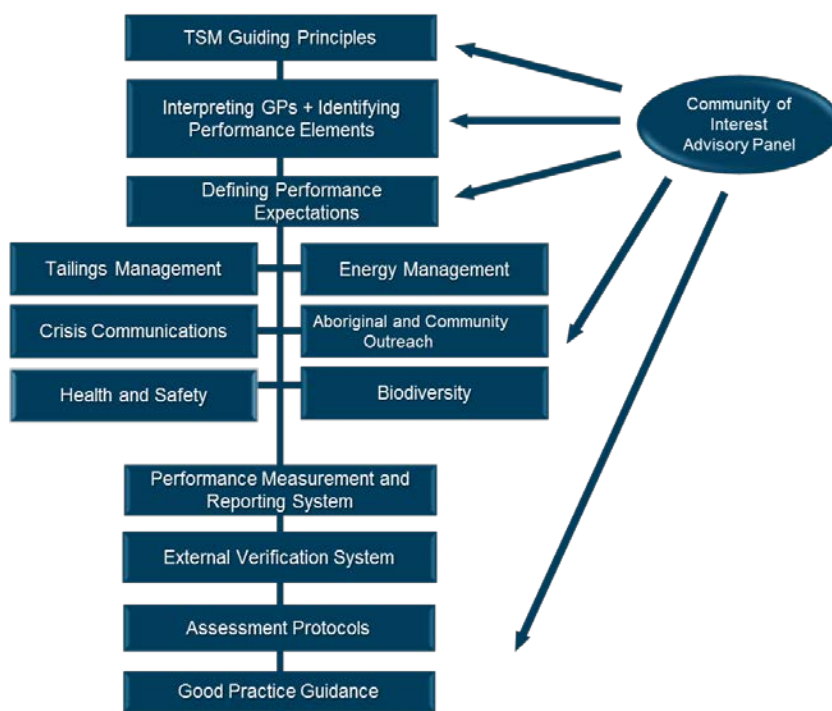 TSM Guiding Principles
Interpreting GPs + Identifying
Performance Elements
Community of
Interest
Advisory Panel
Defining Performance
Expectations
Tailings Management
Energy Management
Crisis Communications
Aboriginal and Community
Outreach
Health and Safety
Biodiversity
Performance Measurement and
Reporting System
External Verification System
Assessment Protocols
Good Practice Guidance